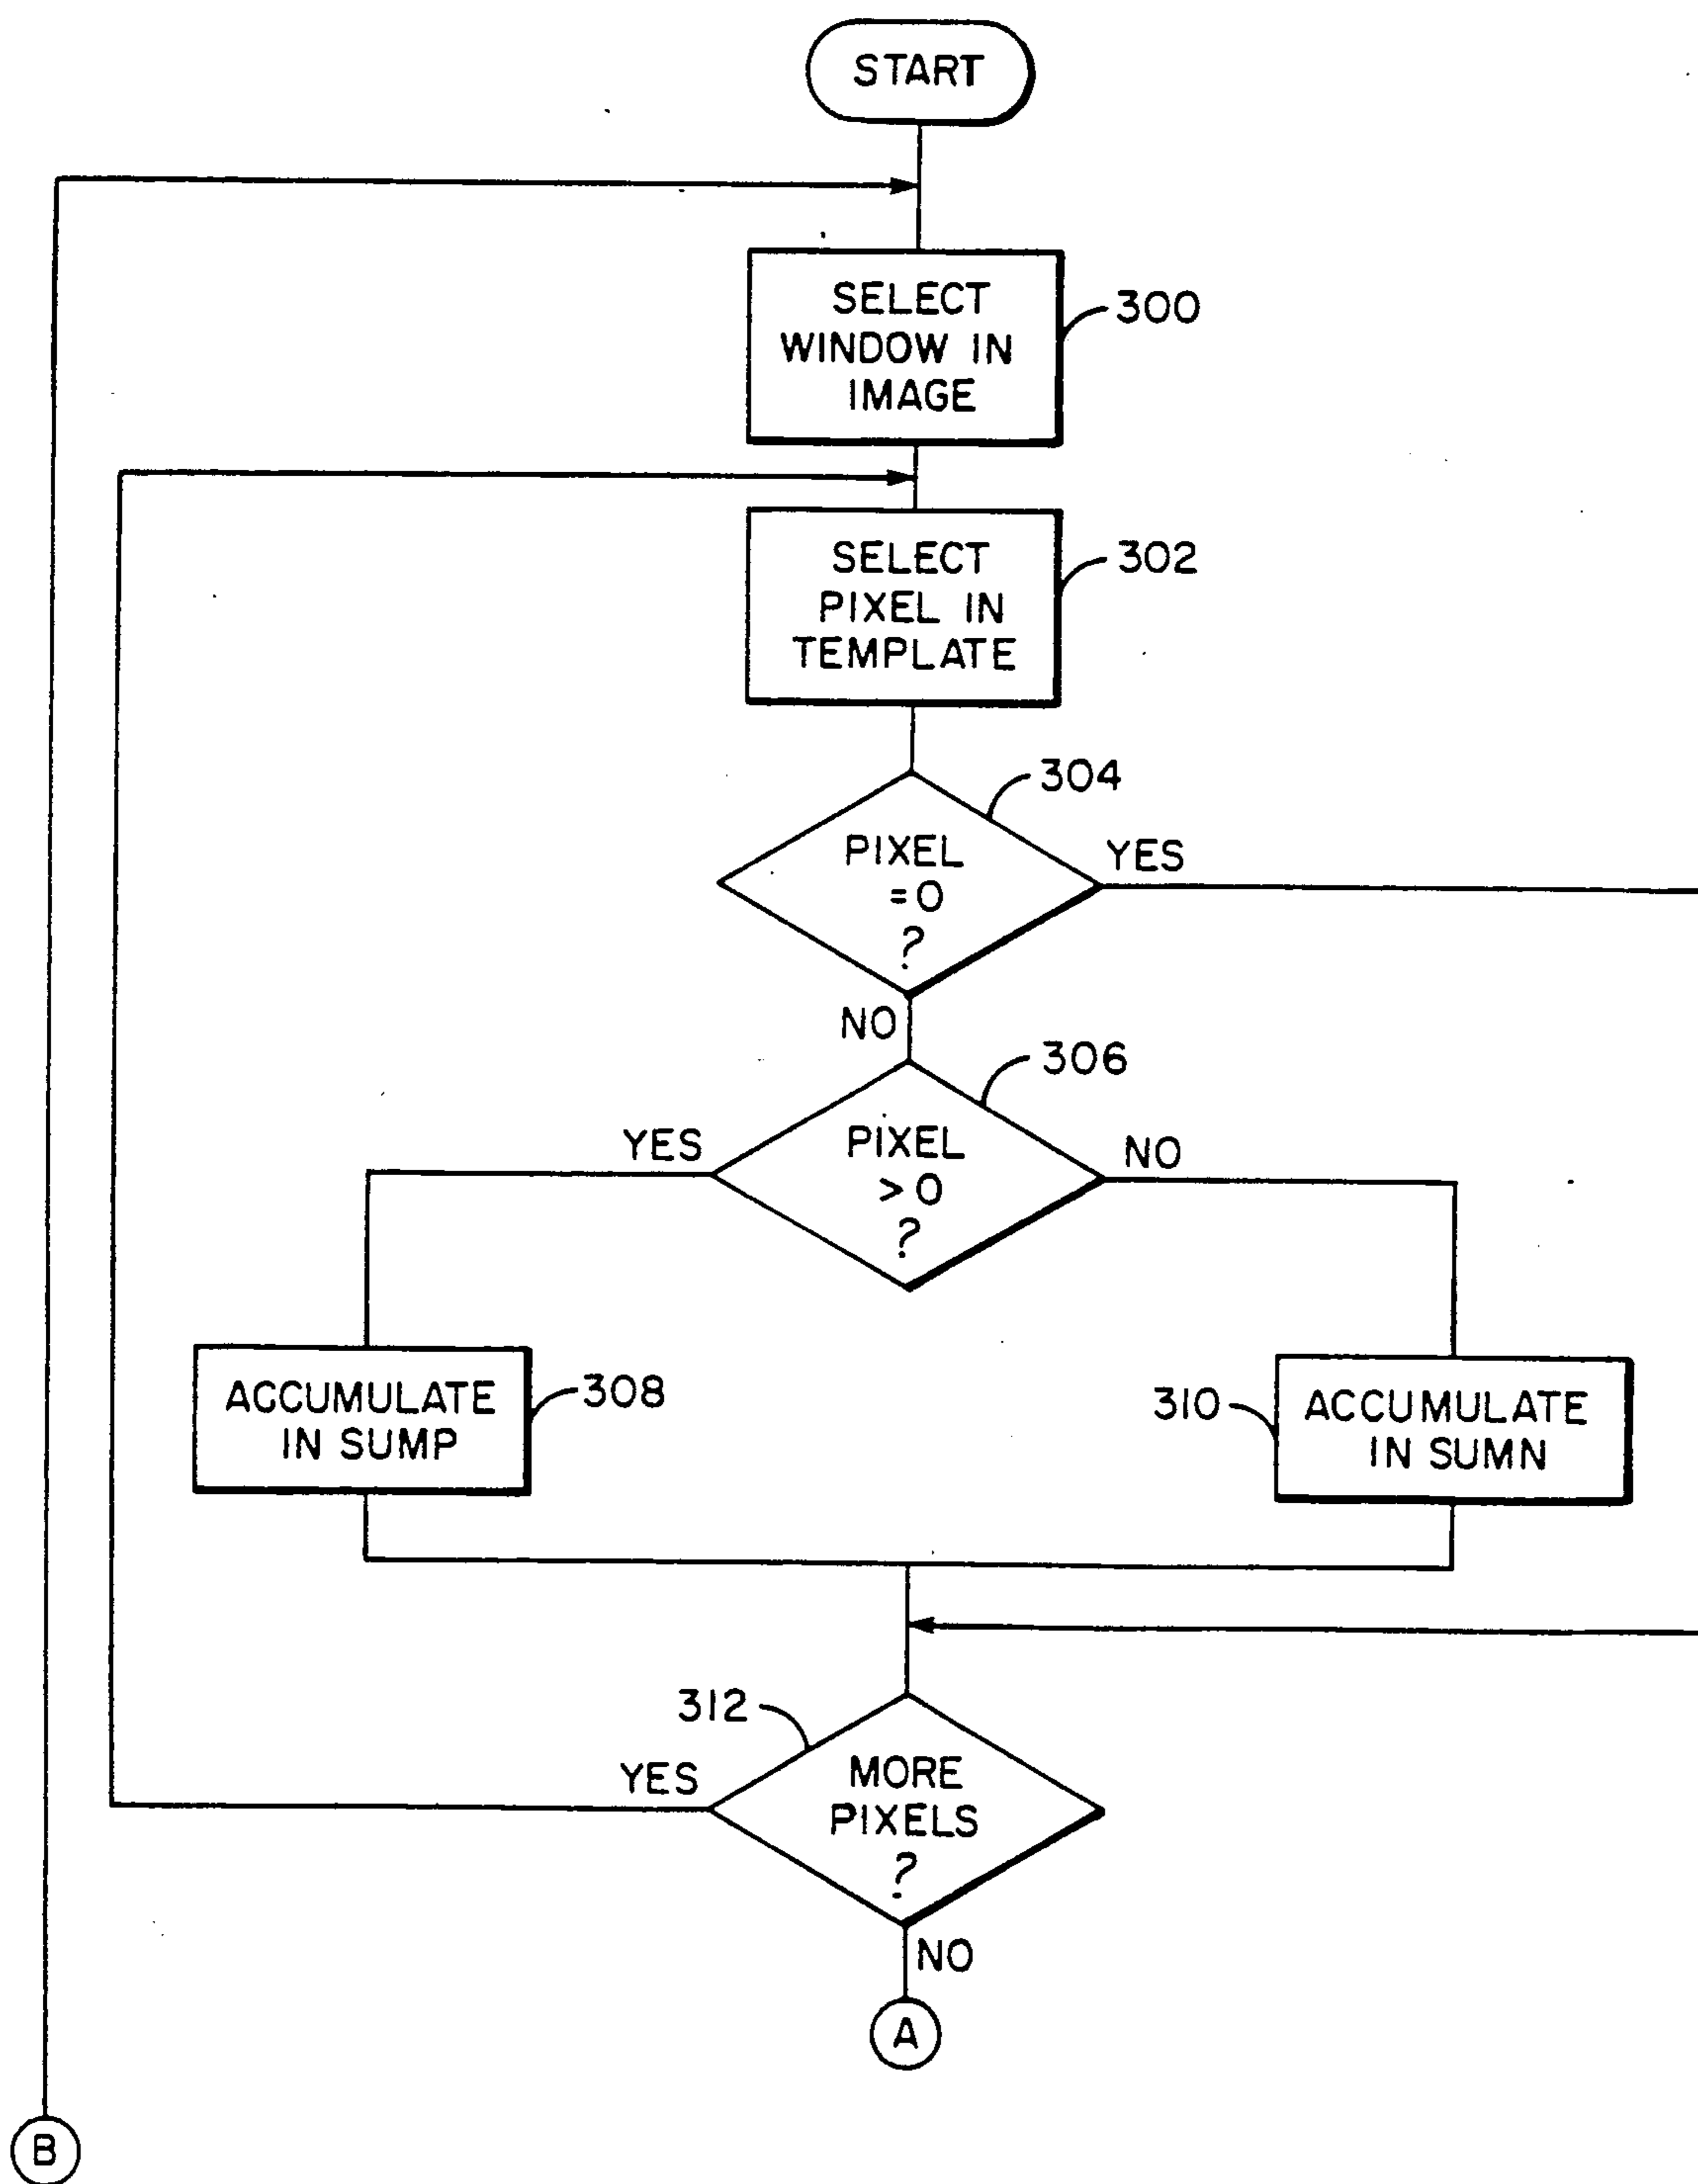 START
SELECT
WINDOW IN
IMAGE
300
SELECT
PIXEL IN
TEMPLATE
302
304
PIXEL
=0
?
YES
NO
306
PIXEL
>0
?
YES
NO
ACCUMULATE
IN SUMP
308
310
ACCUMULATE
IN SUMN
312
MORE
PIXELS
?
YES
NO
A
B